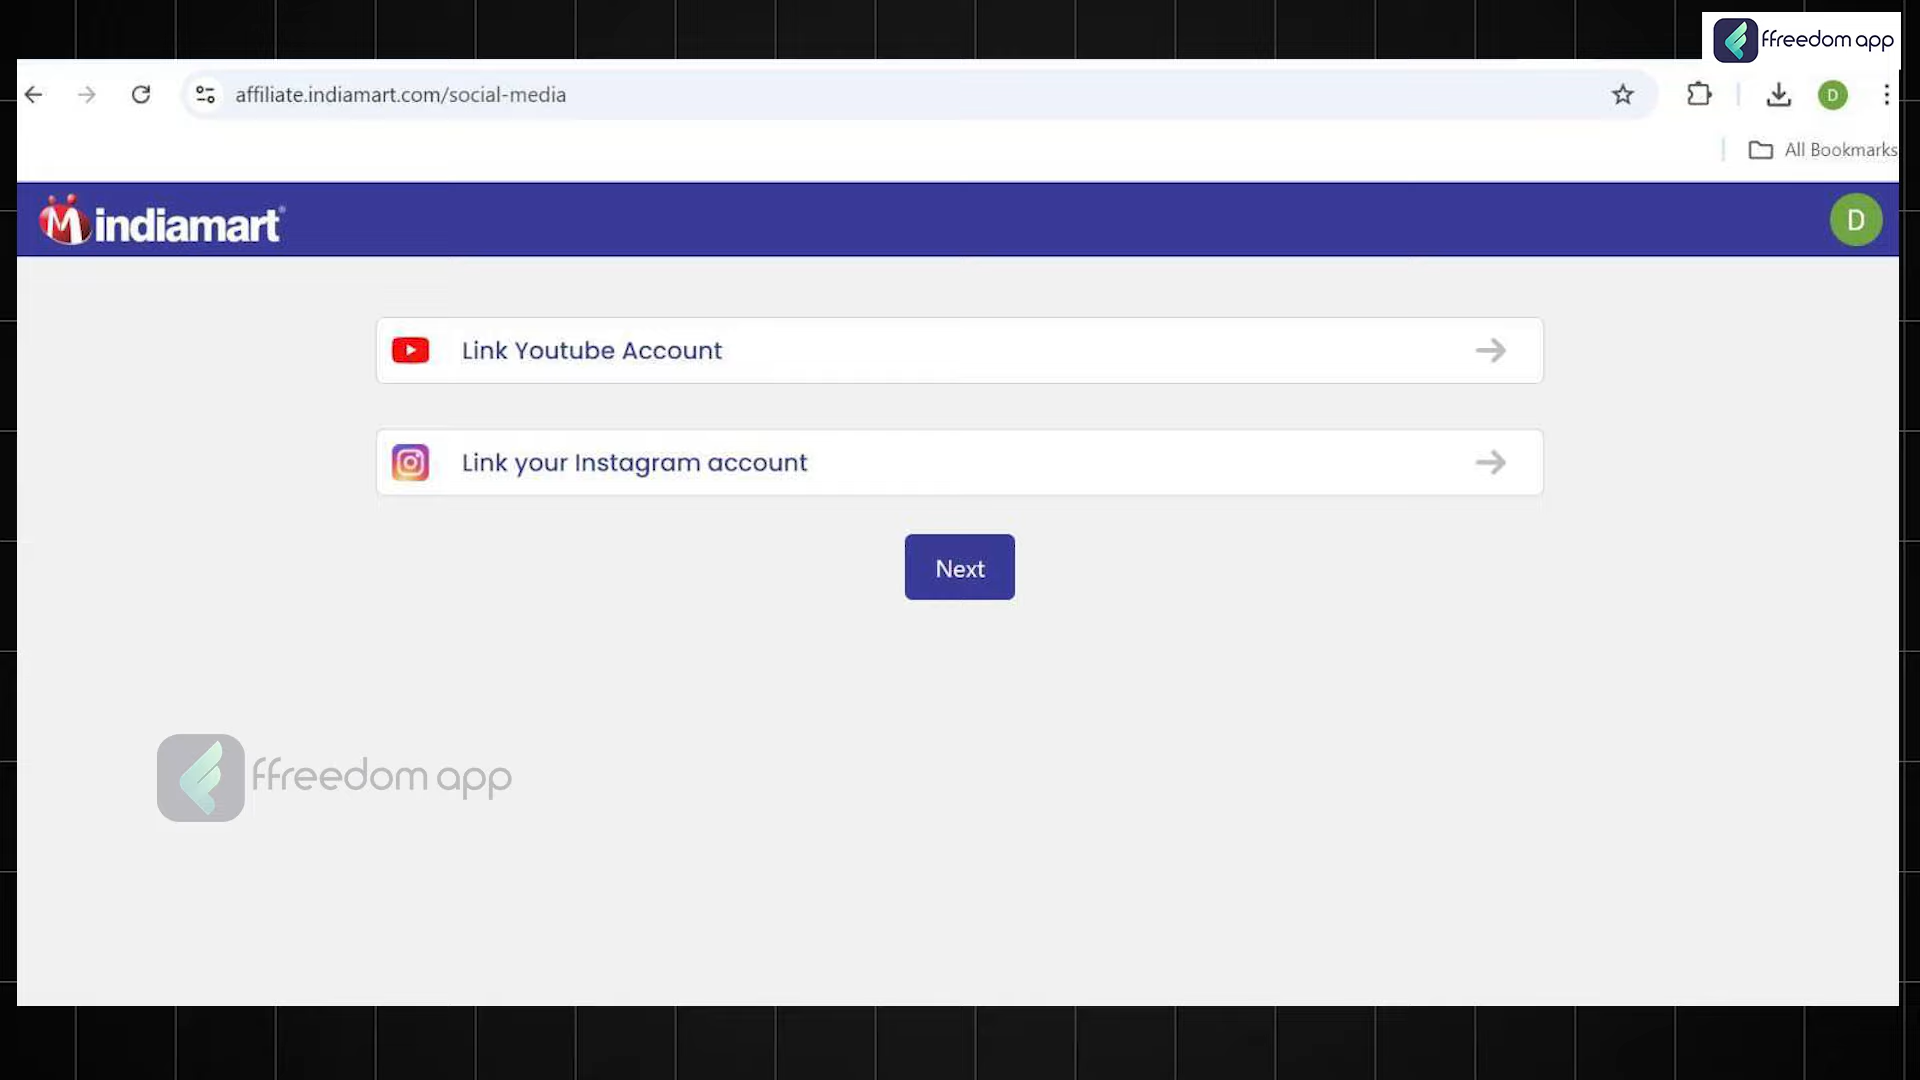 ffreedom app
affiliate.indiamart.com/social-media
D
All Bookmarks
M indiamart
D
Link Youtube Account
Link your Instagram account
Next
ffreedom app